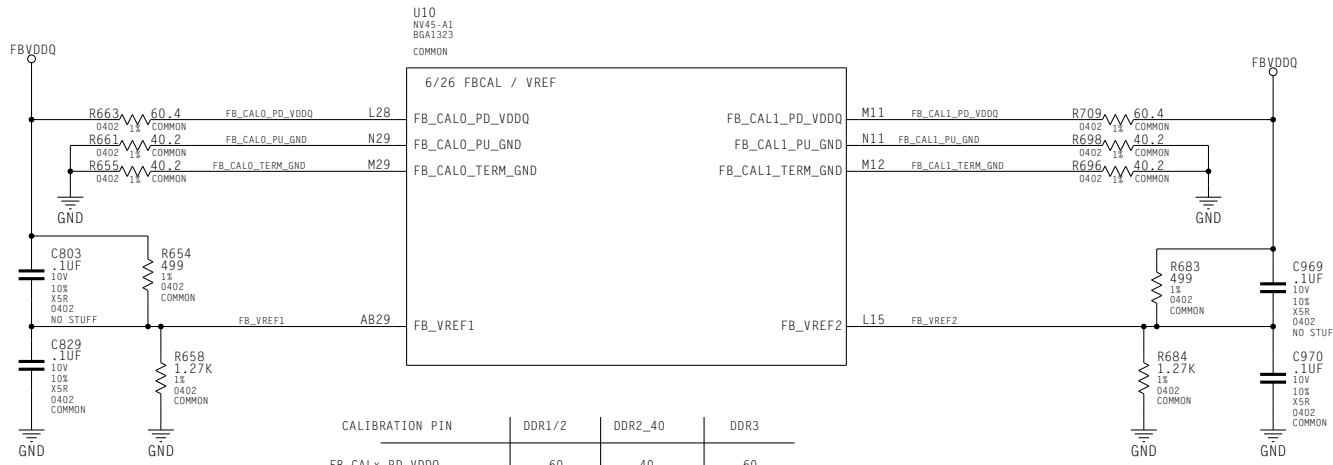 U10
NV45-A1
BGA1323
COMMON
FBVDDQ
FBVDDQ
6/26 FBCAL / VREF
R663 60.4 FB_CAL0_PD_VDDQ L28 FB_CAL0_PD_VDDQ
0402 1% COMMON
R661 40.2 FB_CAL0_PU_GND N29 FB_CAL0_PU_GND
0402 1% COMMON
R655 40.2 FB_CAL0_TERM_GND M29 FB_CAL0_TERM_GND
0402 1% COMMON
GND
FB_CAL1_PD_VDDQ M11 FB_CAL1_PD_VDDQ R709 60.4
0402 1% COMMON
FB_CAL1_PU_GND N11 FB_CAL1_PU_GND R698 40.2
0402 1% COMMON
FB_CAL1_TERM_GND M12 FB_CAL1_TERM_GND R696 40.2
0402 1% COMMON
GND
C803
.1UF
10V
10%
X5R
0402
NO STUFF
R654
499
1%
0402
COMMON
FB_VREF1 AB29 FB_VREF1
C829
.1UF
10V
10%
X5R
0402
COMMON
GND
R658
1.27K
1%
0402
COMMON
GND
R683
499
1%
0402
COMMON
C969
.1UF
10V
10%
X5R
0402
NO STUF
FB_VREF2 L15 FB_VREF2
R684
1.27K
1%
0402
COMMON
GND
C970
.1UF
10V
10%
X5R
0402
COMMON
GND
CALIBRATION PIN DDR1/2 DDR2_40 DDR3
FB_CALx_PD_VDDQ 60 40 60